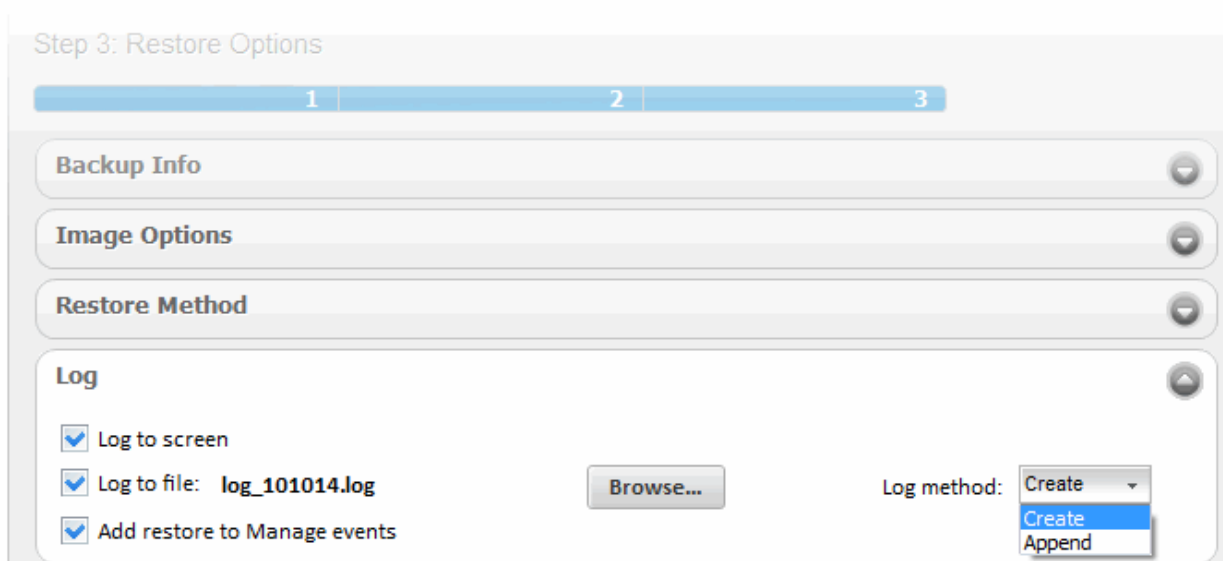 Step 3: Restore Options
1 2 3
Backup Info
Image Options
Restore Method
Log
Log to screen
Log to file: log_101014.log Browse... Log method: Create
Create
Append
Add restore to Manage events